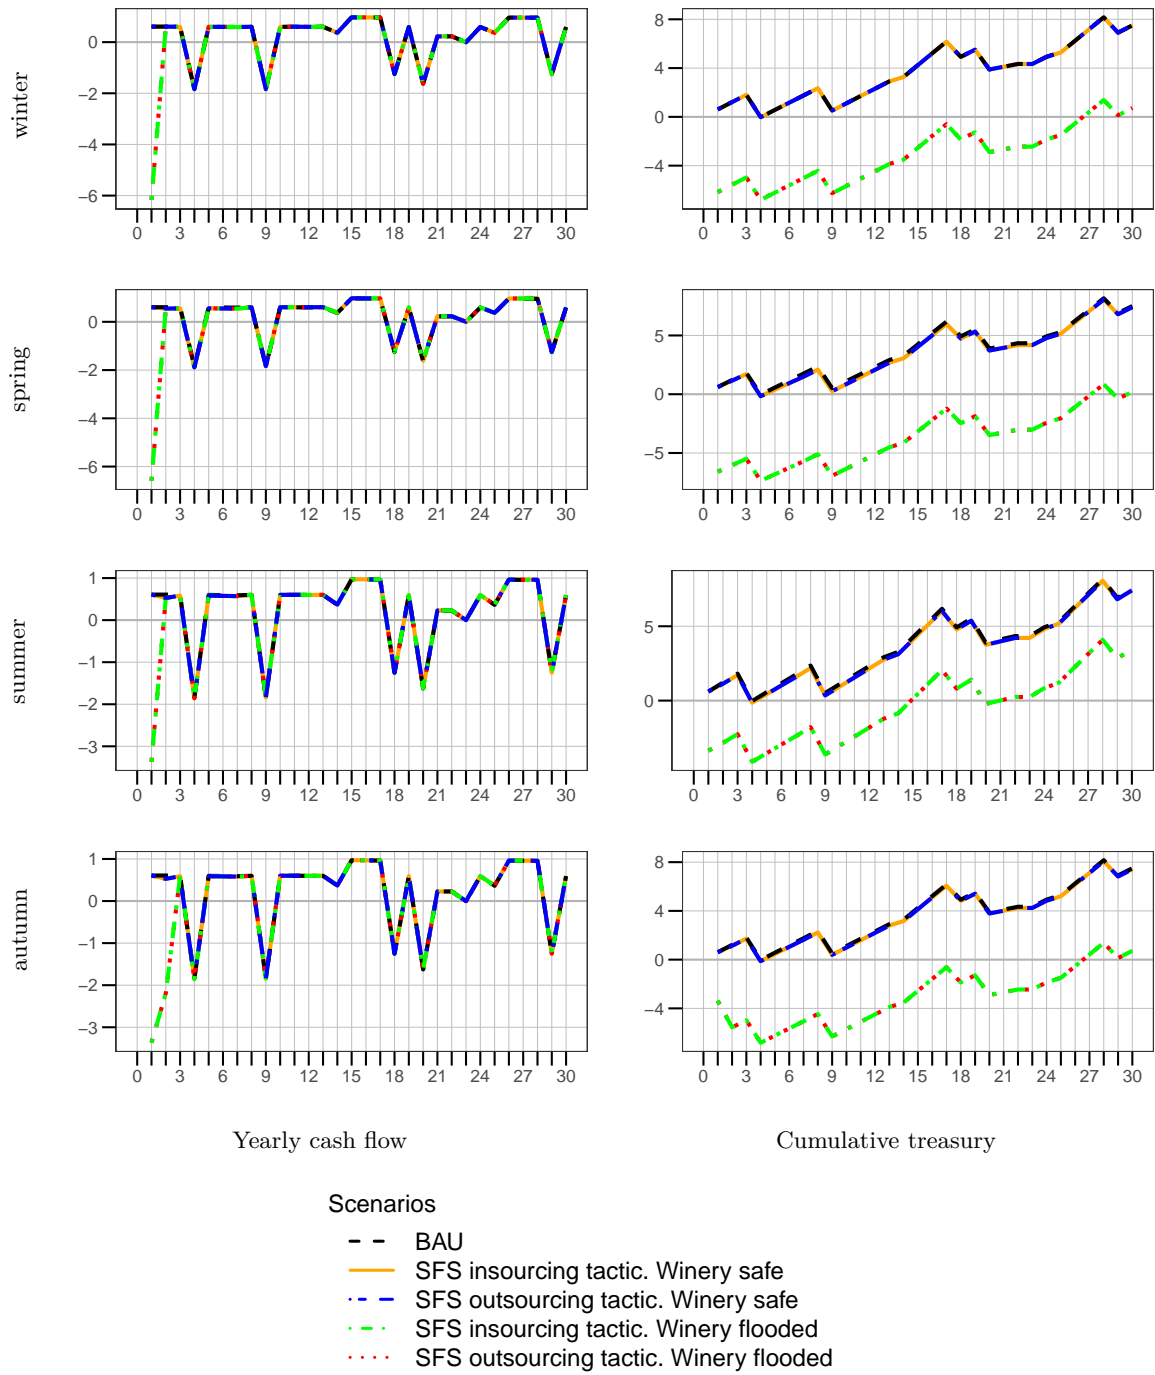 winter
0
−2
−4
−6
0 3 6 9 12 15 18 21 24 27 30
8
4
0
−4
0 3 6 9 12 15 18 21 24 27 30
spring
0
−2
−4
−6
0 3 6 9 12 15 18 21 24 27 30
5
0
−5
0 3 6 9 12 15 18 21 24 27 30
summer
1
0
−1
−2
−3
0 3 6 9 12 15 18 21 24 27 30
5
0
0 3 6 9 12 15 18 21 24 27 30
autumn
1
0
−1
−2
−3
0 3 6 9 12 15 18 21 24 27 30
8
4
0
−4
0 3 6 9 12 15 18 21 24 27 30
Yearly cash flow
Cumulative treasury
Scenarios
BAU
SFS insourcing tactic. Winery safe
SFS outsourcing tactic. Winery safe
SFS insourcing tactic. Winery flooded
SFS outsourcing tactic. Winery flooded